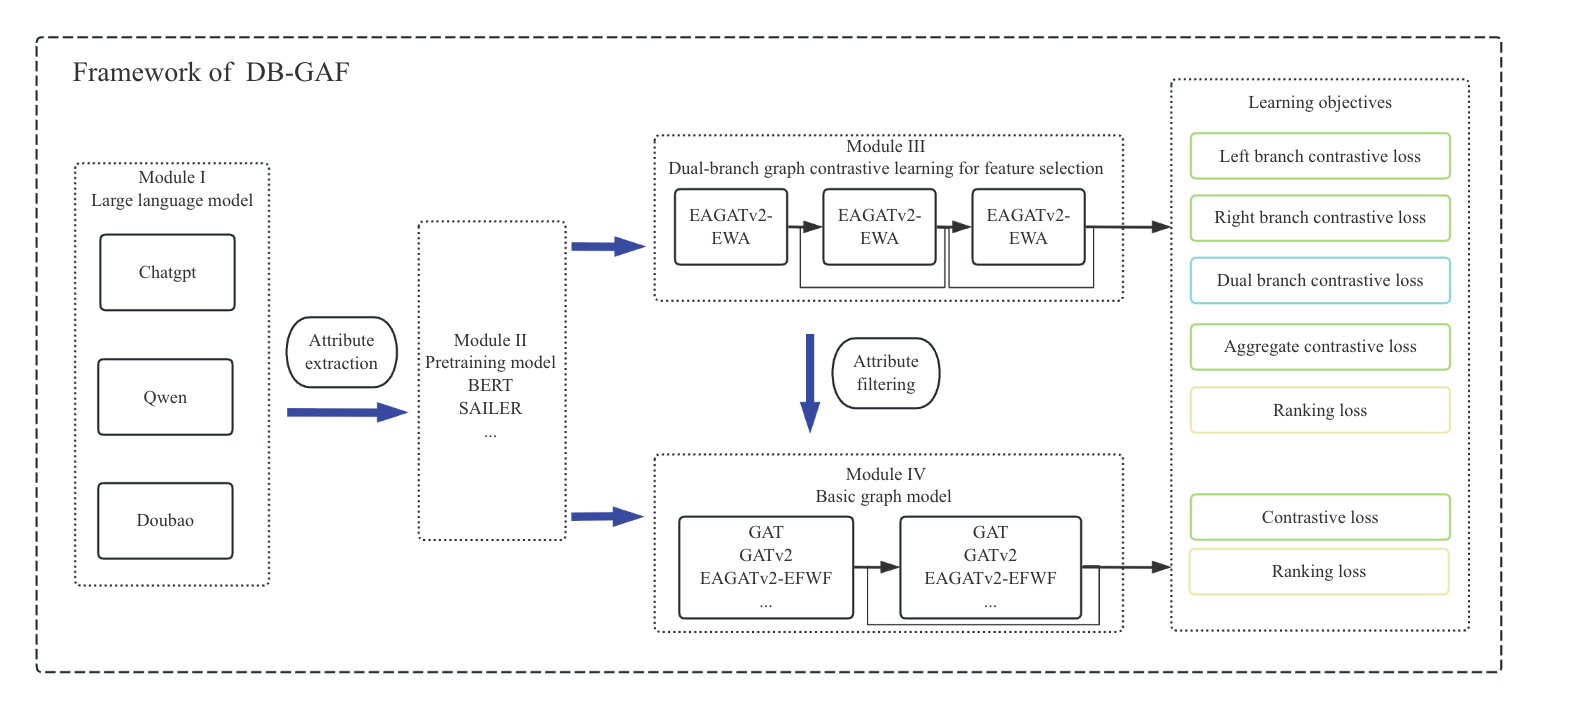 Framework of DB-GAF
Module I
Large language model
Chatgpt
Qwen
Doubao
Attribute
extraction
Module II
Pretraining model
BERT
SAILER
...
Module III
Dual-branch graph contrastive learning for feature selection
EAGATv2-
EWA
EAGATv2-
EWA
EAGATv2-
EWA
Attribute
filtering
Module IV
Basic graph model
GAT
GATv2
EAGATv2-EFWF
...
GAT
GATv2
EAGATv2-EFWF
...
Learning objectives
Left branch contrastive loss
Right branch contrastive loss
Dual branch contrastive loss
Aggregate contrastive loss
Ranking loss
Contrastive loss
Ranking loss